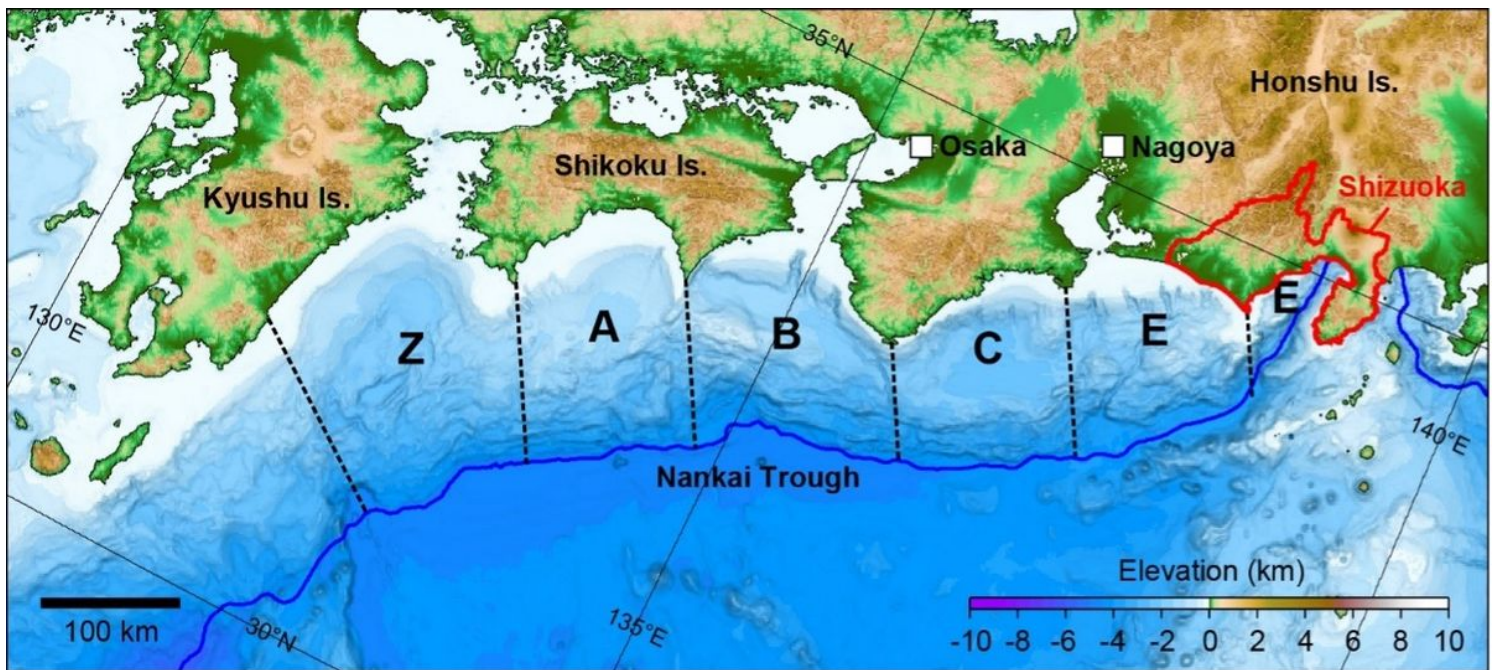 35°N
Honshu Is.
Osaka
Nagoya
Shikoku Is.
Shizuoka
Kyushu Is.
130°E
Z
A
B
C
E
E
140°E
Nankai Trough
Elevation (km)
100 km
30°N
135°E
-10 -8 -6 -4 -2 0 2 4 6 8 10